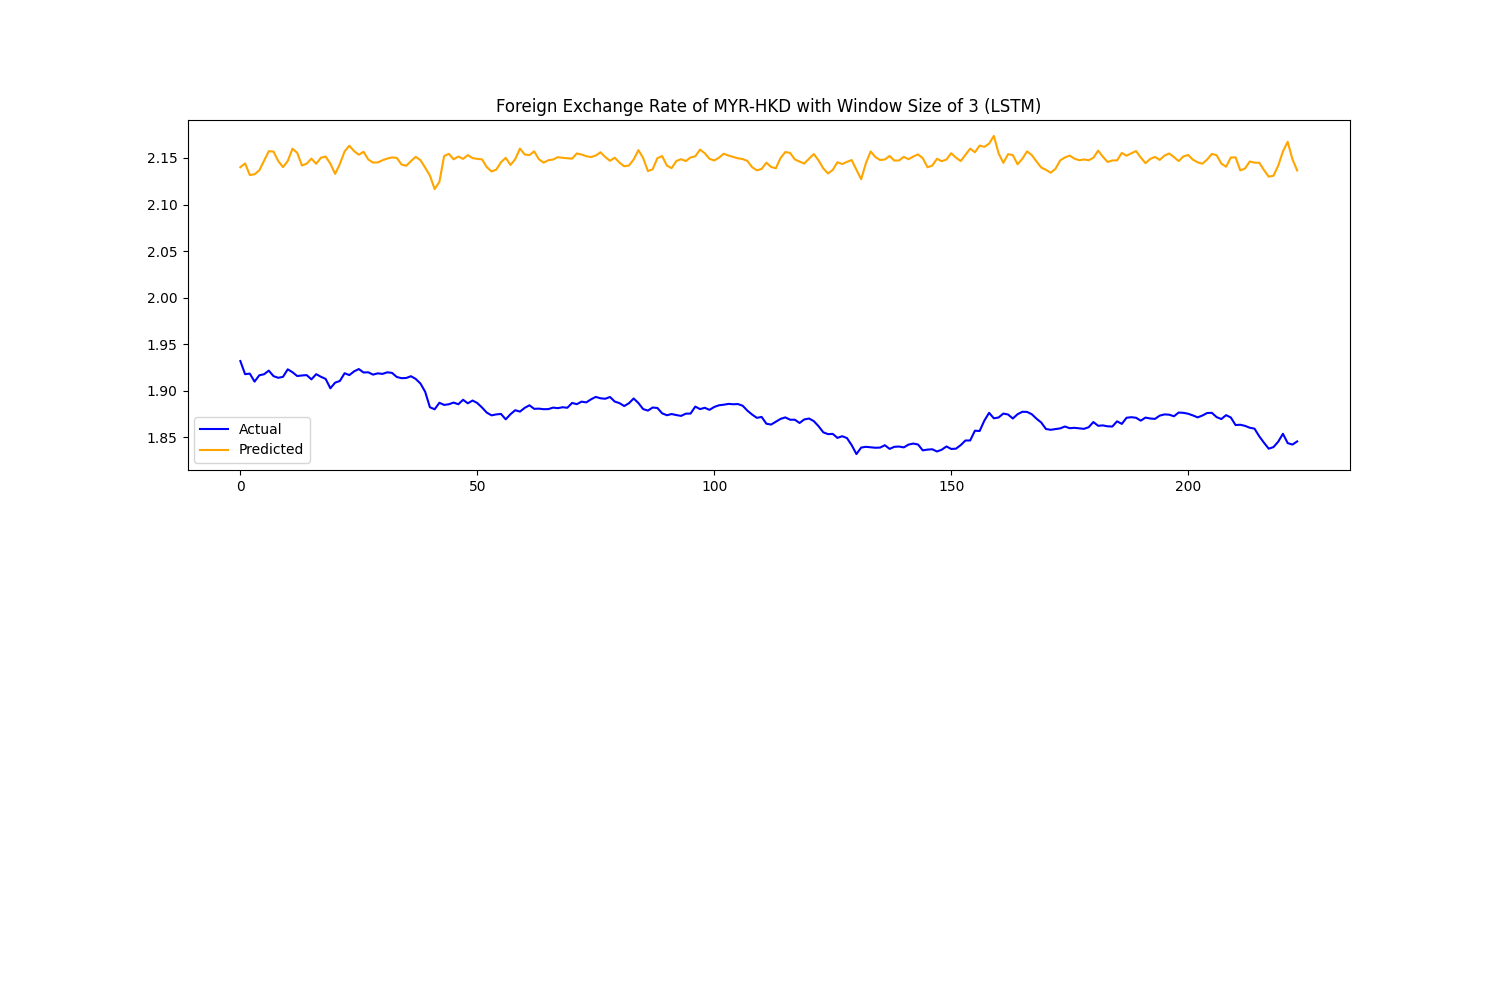 Foreign Exchange Rate of MYR-HKD with Window Size of 3 (LSTM)
2.15
2.10
2.05
2.00
1.95
1.90
1.85
Actual
Predicted
0 50 100 150 200